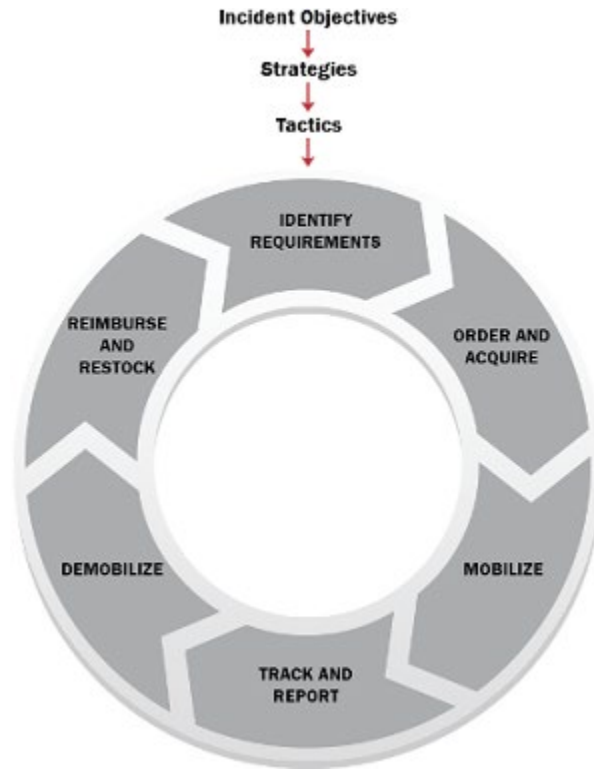 Incident Objectives
Strategies
Tactics
IDENTIFY
REQUIREMENTS
ORDER AND
ACQUIRE
MOBILIZE
TRACK AND
REPORT
DEMOBILIZE
REIMBURSE
AND
RESTOCK